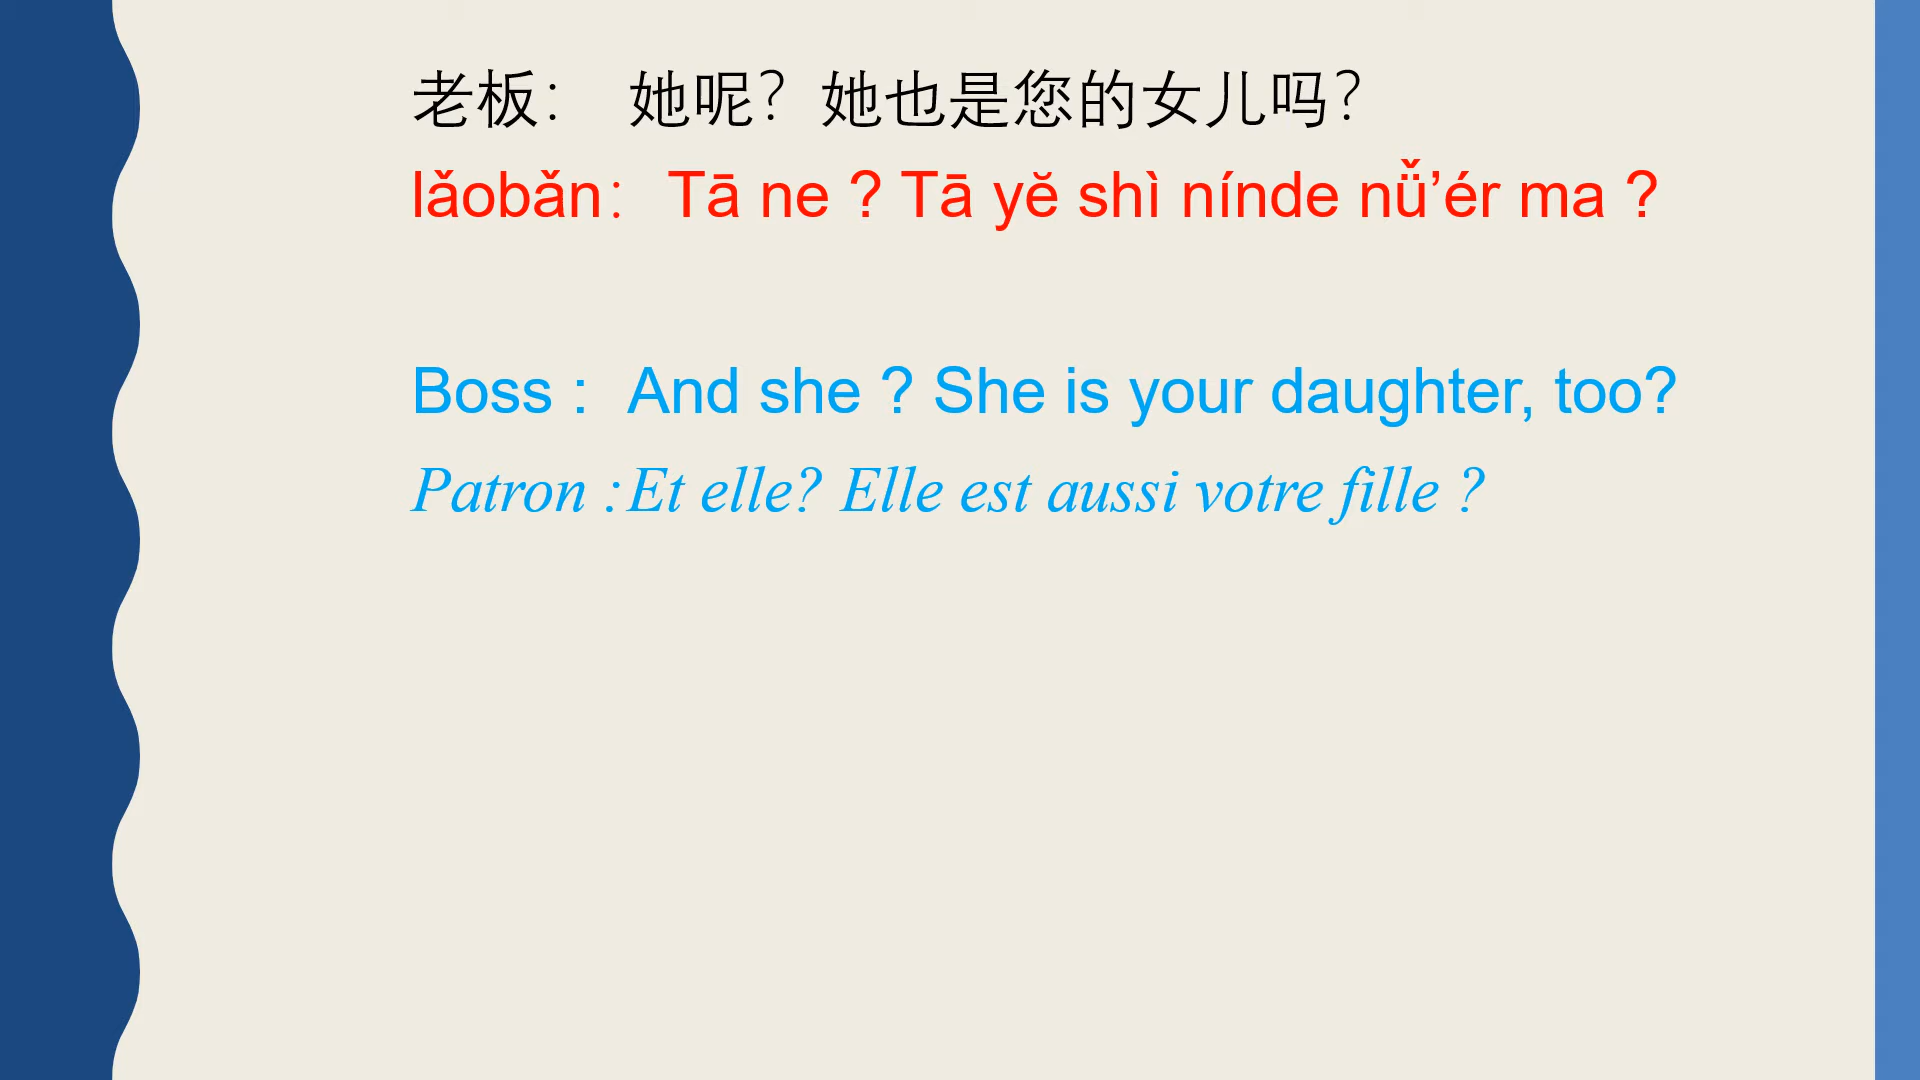 老板： 她呢？她也是您的女儿吗？
lǎobǎn： Tā ne ? Tā yě shì nínde nǚ’ér ma ?
Boss : And she ? She is your daughter, too?
Patron :Et elle? Elle est aussi votre fille ?